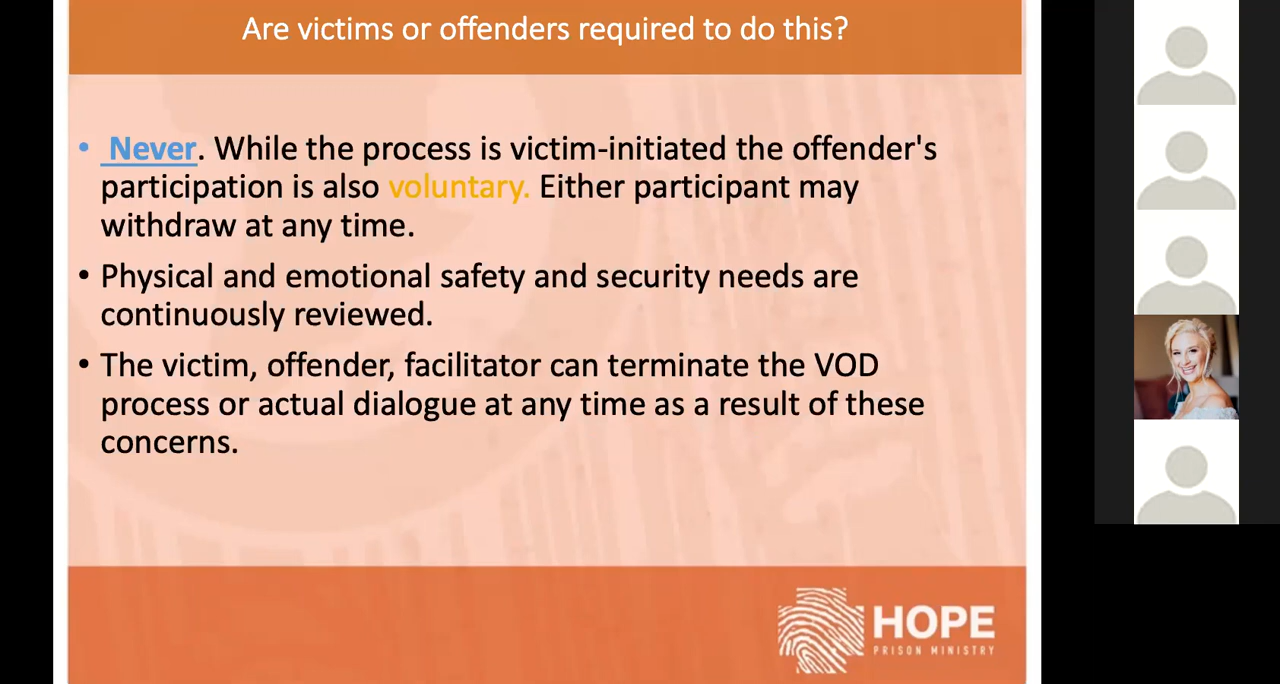 Are victims or offenders required to do this?
• Never. While the process is victim-initiated the offender's
participation is also voluntary. Either participant may
withdraw at any time.
• Physical and emotional safety and security needs are
continuously reviewed.
• The victim, offender, facilitator can terminate the VOD
process or actual dialogue at any time as a result of these
concerns.
HOPE
PRISON MINISTRY